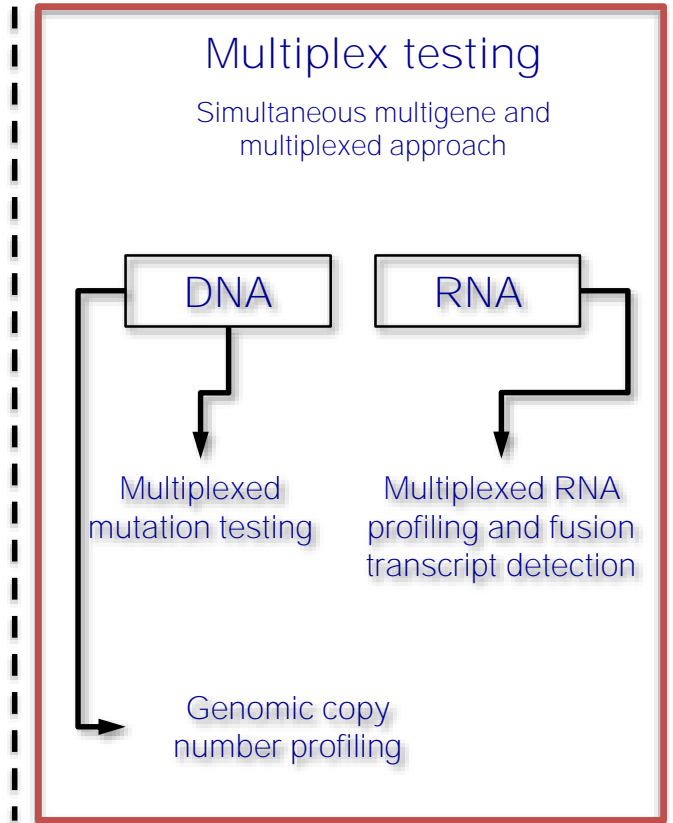 Multiplex testing
Simultaneous multigene and
multiplexed approach
DNA
RNA
Multiplexed
mutation testing
Multiplexed RNA
profiling and fusion
transcript detection
Genomic copy
number profiling